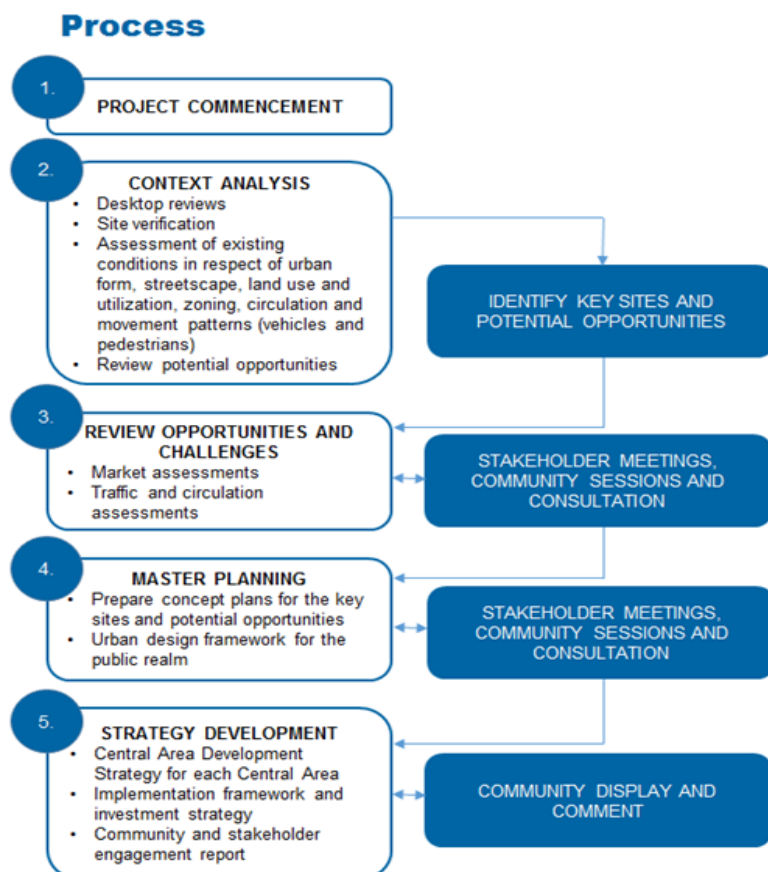 Process
1.
PROJECT COMMENCEMENT
2.
CONTEXT ANALYSIS
• Desktop reviews
• Site verification
• Assessment of existing
conditions in respect of urban
form, streetscape, land use and
utilization, zoning, circulation and
movement patterns (vehicles and
pedestrians)
• Review potential opportunities
IDENTIFY KEY SITES AND
POTENTIAL OPPORTUNITIES
3.
REVIEW OPPORTUNITIES AND
CHALLENGES
• Market assessments
• Traffic and circulation
assessments
STAKEHOLDER MEETINGS,
COMMUNITY SESSIONS AND
CONSULTATION
4.
MASTER PLANNING
• Prepare concept plans for the key
sites and potential opportunities
• Urban design framework for the
public realm
STAKEHOLDER MEETINGS,
COMMUNITY SESSIONS AND
CONSULTATION
5.
STRATEGY DEVELOPMENT
• Central Area Development
Strategy for each Central Area
• Implementation framework and
investment strategy
• Community and stakeholder
engagement report
COMMUNITY DISPLAY AND
COMMENT